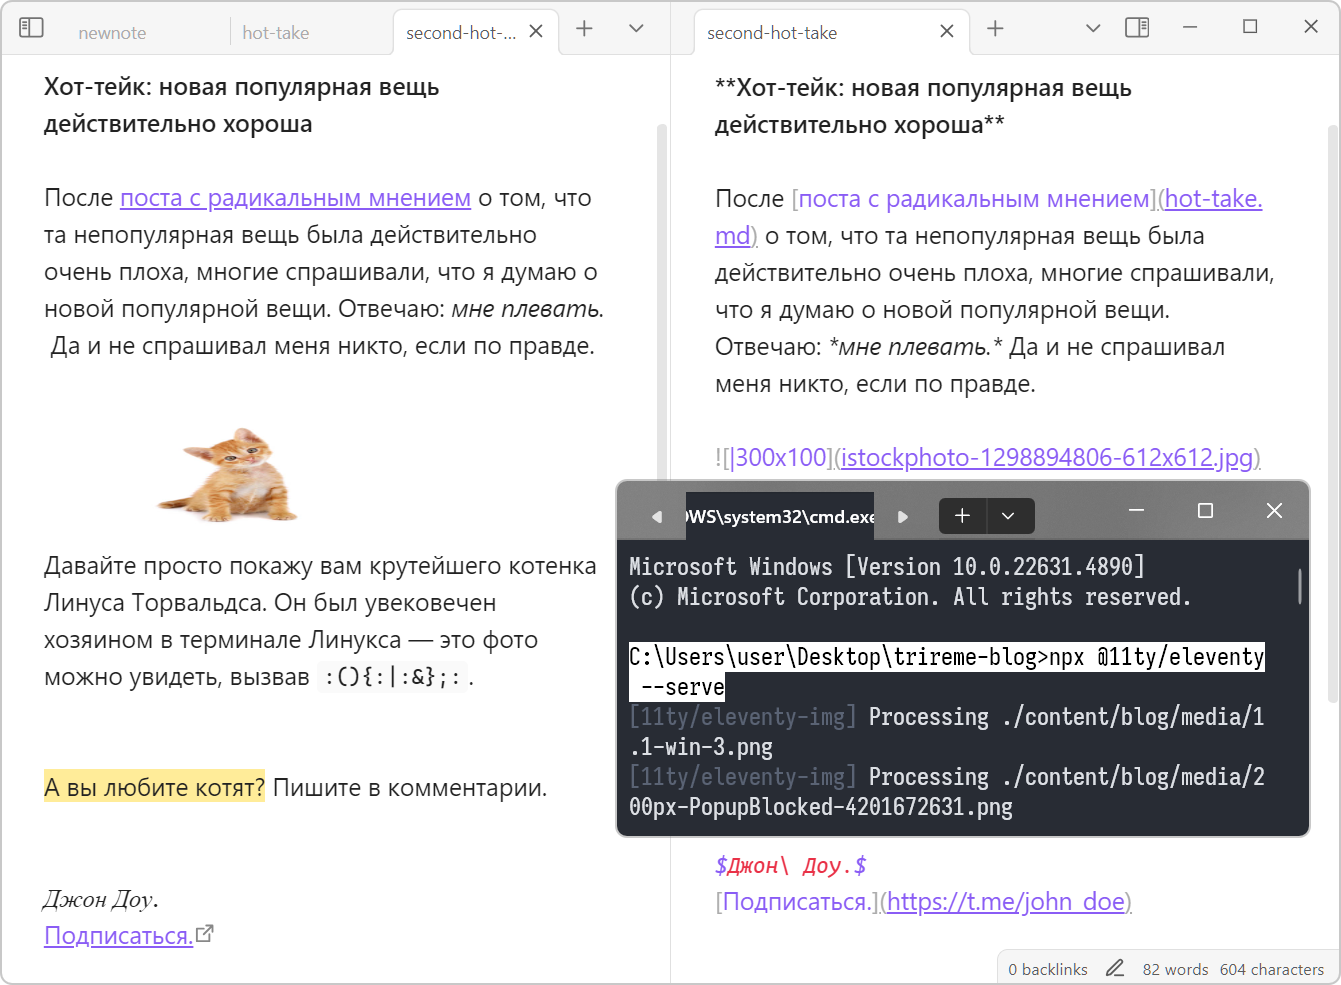 newnote
hot-take
second-hot-...
second-hot-take
Хот-тейк: новая популярная вещь
действительно хороша
После поста с радикальным мнением о том, что
та непопулярная вещь была действительно
очень плоха, многие спрашивали, что я думаю о
новой популярной вещи. Отвечаю: мне плевать.
Да и не спрашивал меня никто, если по правде.
Давайте просто покажу вам крутейшего котенка
Линуса Торвальдса. Он был увековечен
хозяином в терминале Линукса — это фото
можно увидеть, вызвав :(){:|:&};:.
А вы любите котят? Пишите в комментарии.
Джон Доу.
Подписаться.
**Хот-тейк: новая популярная вещь
действительно хороша**
После [поста с радикальным мнением](hot-take.
md) о том, что та непопулярная вещь была
действительно очень плоха, многие спрашивали,
что я думаю о новой популярной вещи.
Отвечаю: *мне плевать.* Да и не спрашивал
меня никто, если по правде.
![|300x100](istockphoto-1298894806-612x612.jpg)
OWS\system32\cmd.exe
Microsoft Windows [Version 10.0.22631.4890]
(c) Microsoft Corporation. All rights reserved.
C:\Users\user\Desktop\trireme-blog>npx @11ty/eleventy
--serve
[11ty/eleventy-img] Processing ./content/blog/media/1
.1-win-3.png
[11ty/eleventy-img] Processing ./content/blog/media/2
00px-PopupBlocked-4201672631.png
$Джон\ Доу.$
[Подписаться.](https://t.me/john_doe)
0 backlinks
82 words
604 characters